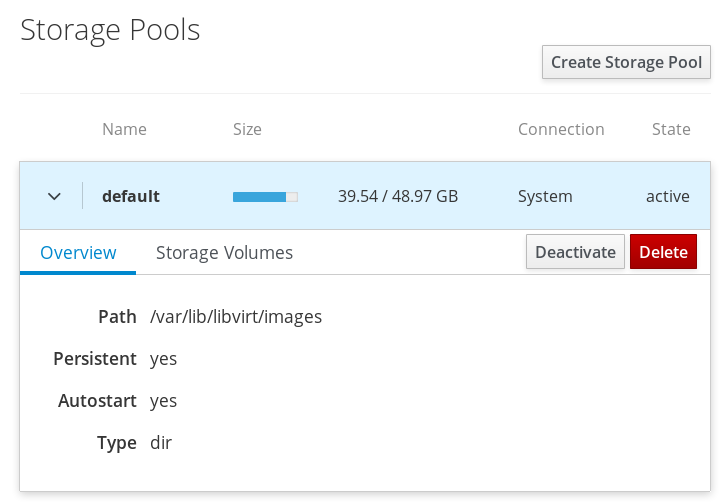 Storage Pools
Create Storage Pool
Name Size Connection State
default 39.54 / 48.97 GB System active
Overview Storage Volumes Deactivate Delete
Path /var/lib/libvirt/images
Persistent yes
Autostart yes
Type dir